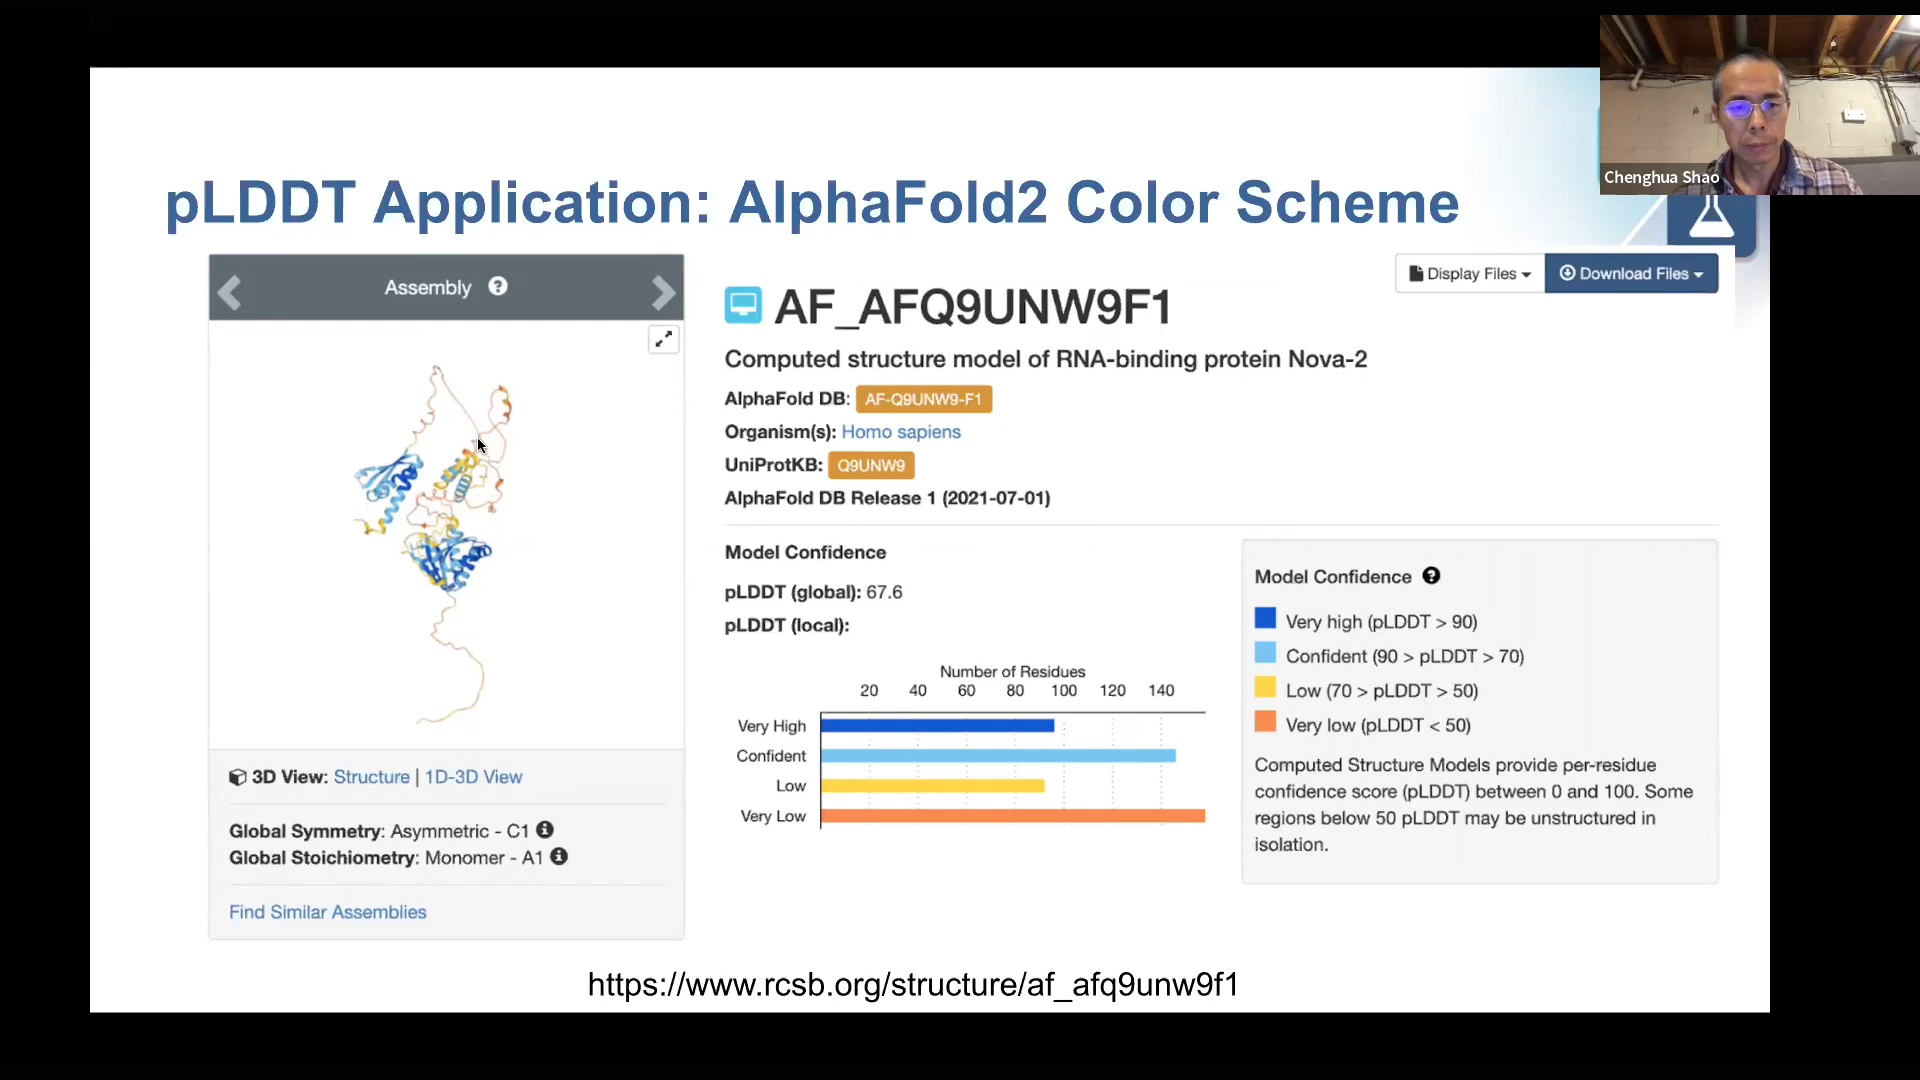 Chenghua Shao
pLDDT Application: AlphaFold2 Color Scheme
Assembly ?
Display Files
Download Files
AF_AFQ9UNW9F1
Computed structure model of RNA-binding protein Nova-2
AlphaFold DB: AF-Q9UNW9-F1
Organism(s): Homo sapiens
UniProtKB: Q9UNW9
AlphaFold DB Release 1 (2021-07-01)
3D View: Structure | 1D-3D View
Global Symmetry: Asymmetric - C1
Global Stoichiometry: Monomer - A1
Find Similar Assemblies
Model Confidence
pLDDT (global): 67.6
pLDDT (local):
Number of Residues
20 40 60 80 100 120 140
Very High
Confident
Low
Very Low
Model Confidence ?
Very high (pLDDT > 90)
Confident (90 > pLDDT > 70)
Low (70 > pLDDT > 50)
Very low (pLDDT < 50)
Computed Structure Models provide per-residue
confidence score (pLDDT) between 0 and 100. Some
regions below 50 pLDDT may be unstructured in
isolation.
https://www.rcsb.org/structure/af_afq9unw9f1